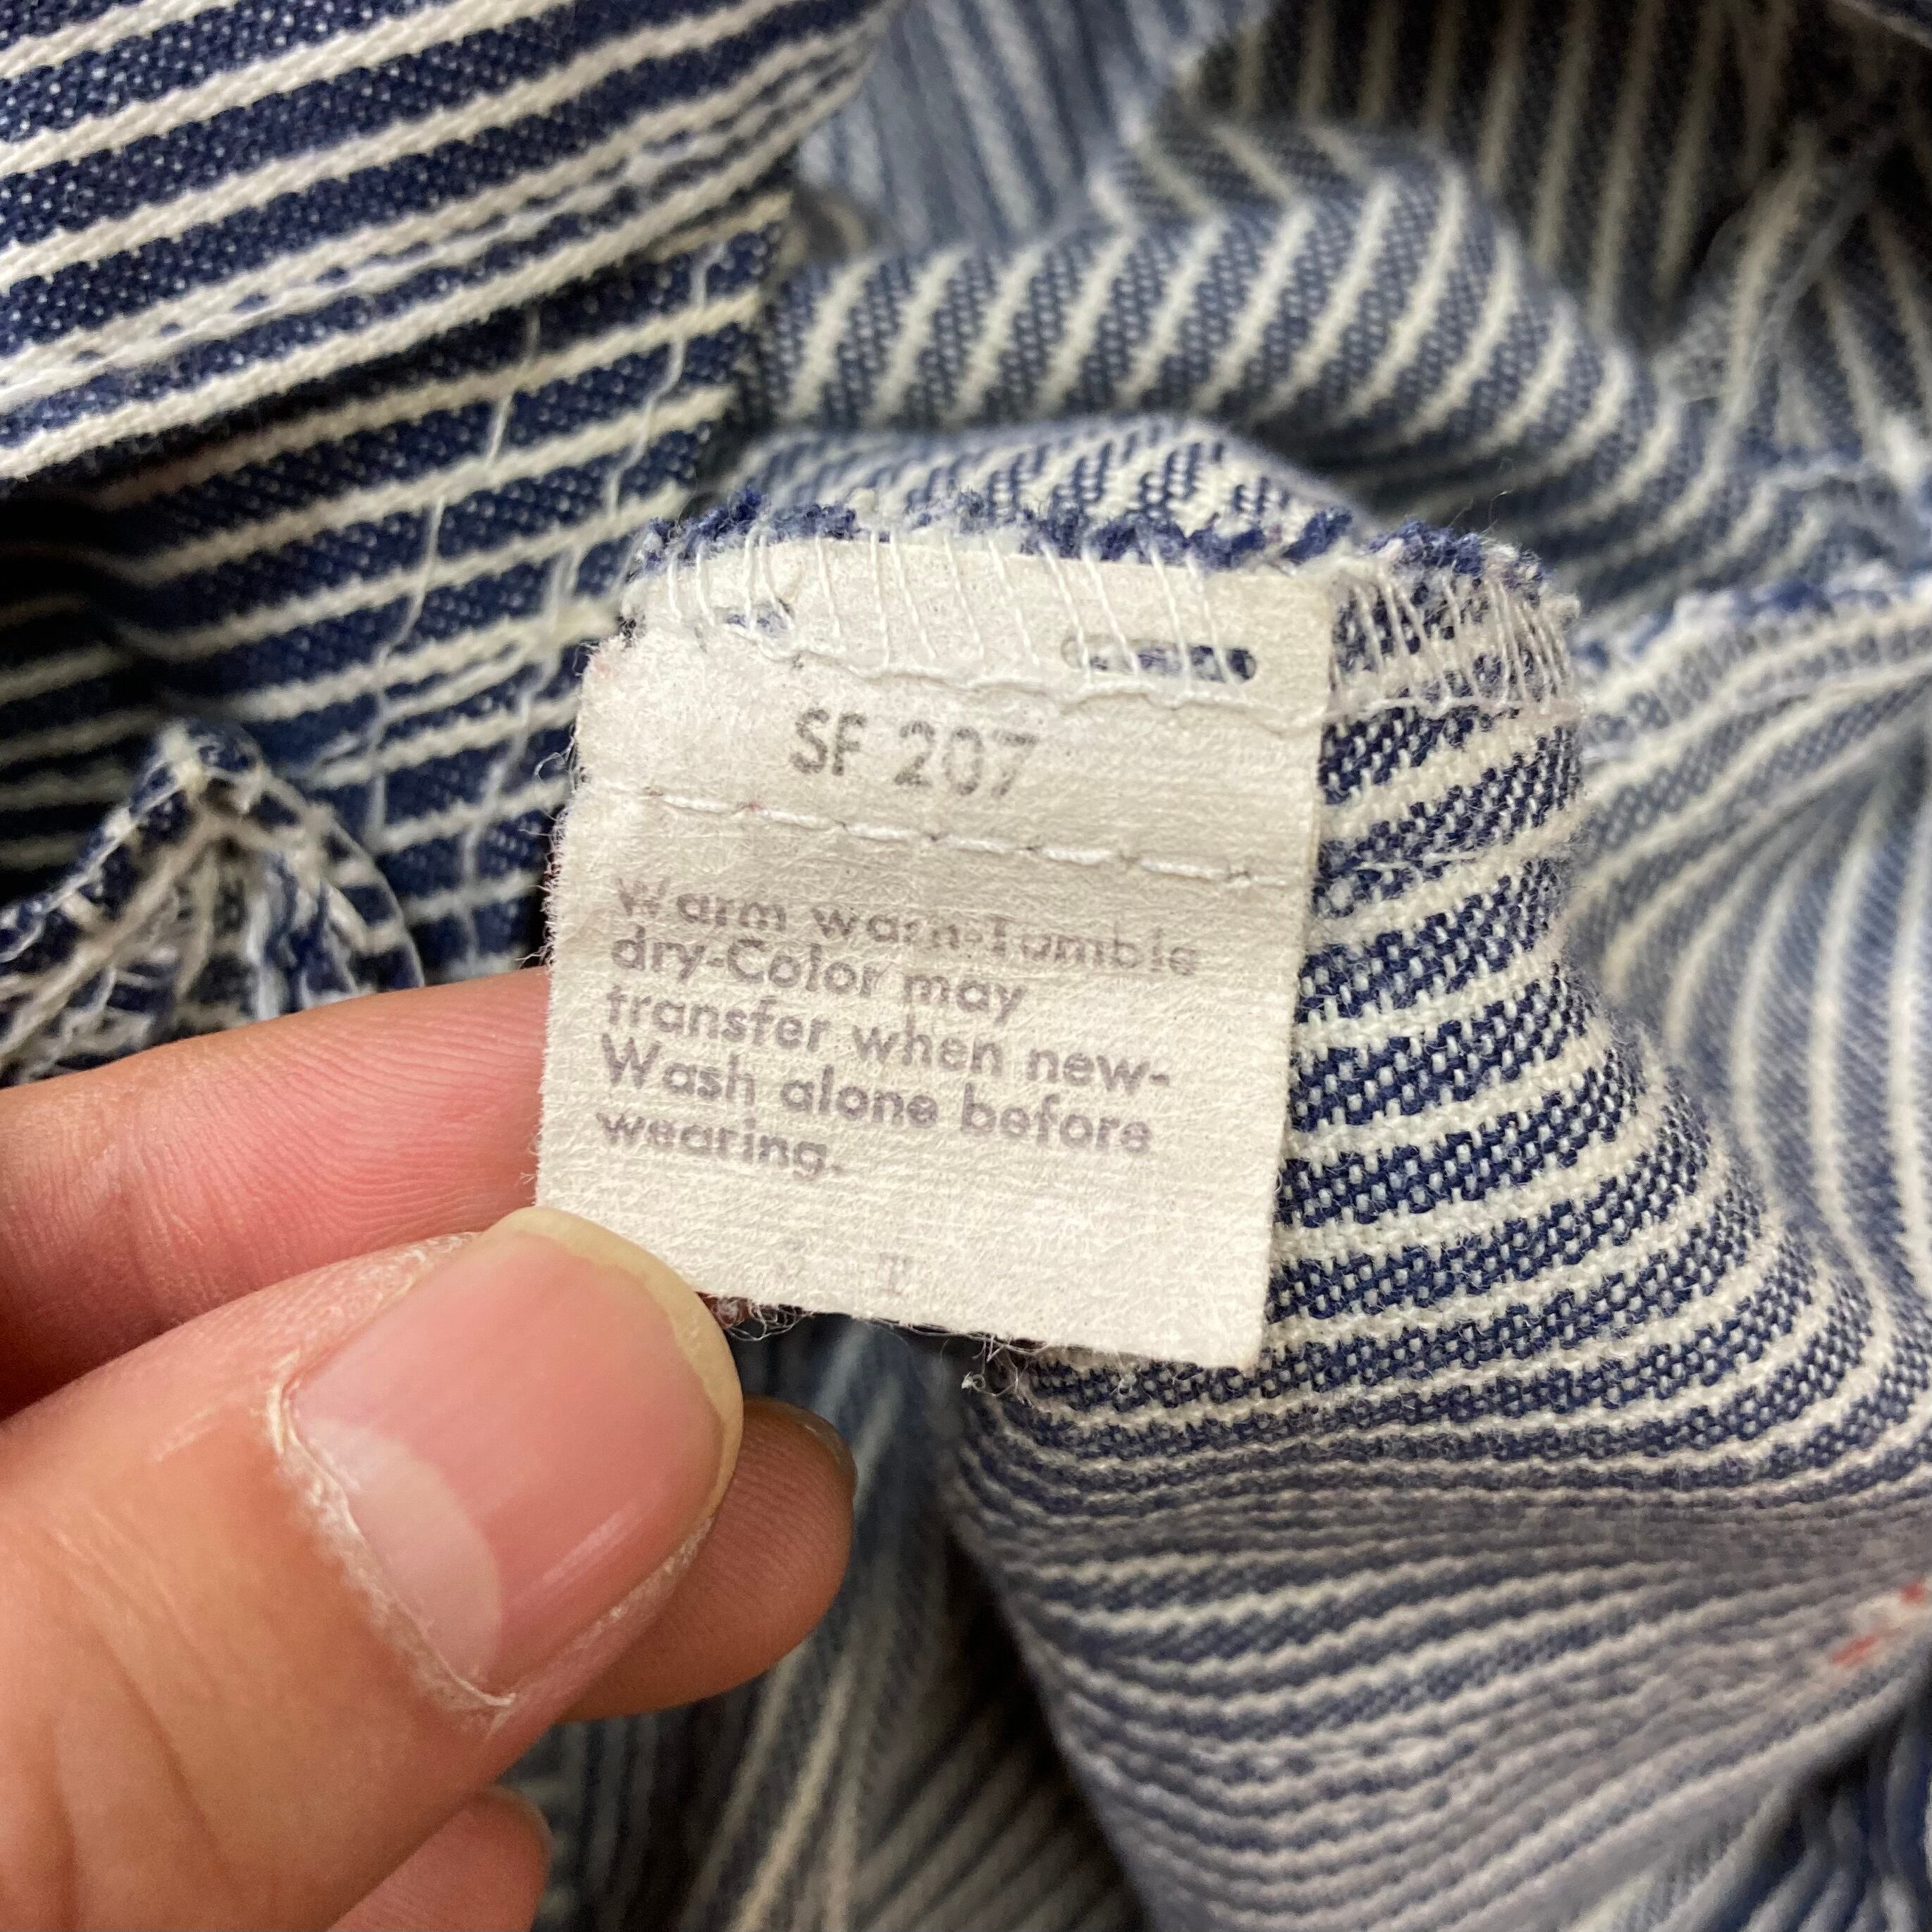 SF 207
Warm wash-Tumble
dry-Color may
transfer when new-
Wash alone before
wearing.